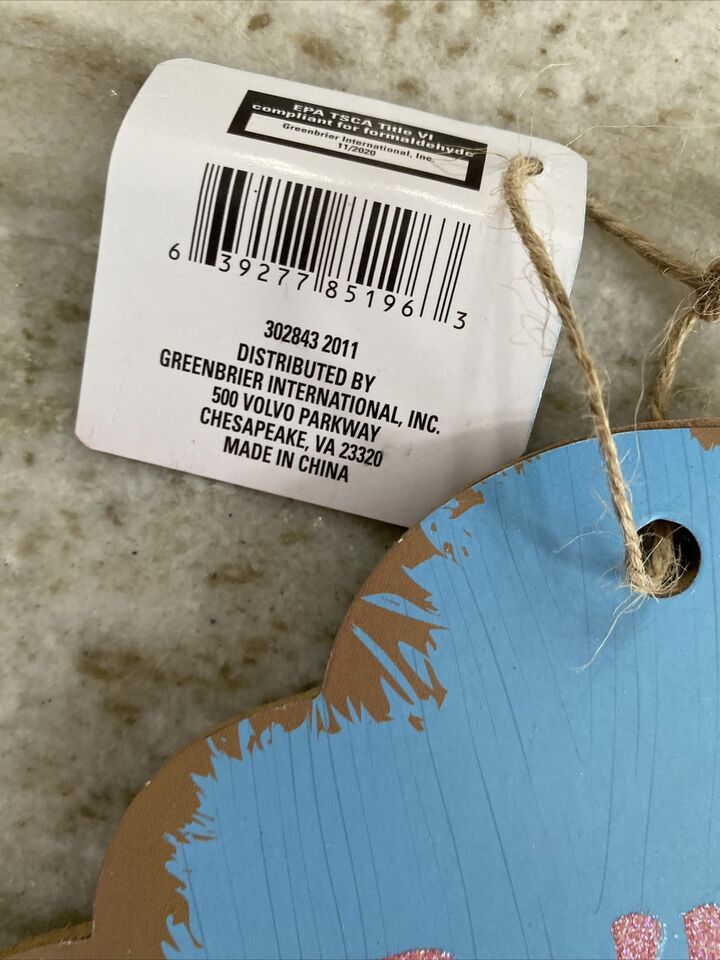 EPA TSCA Title VI
compliant for formaldehyde
Greenbrier International, Inc.
11/2020
6 39277 85196 3
302843 2011
DISTRIBUTED BY
GREENBRIER INTERNATIONAL, INC.
500 VOLVO PARKWAY
CHESAPEAKE, VA 23320
MADE IN CHINA